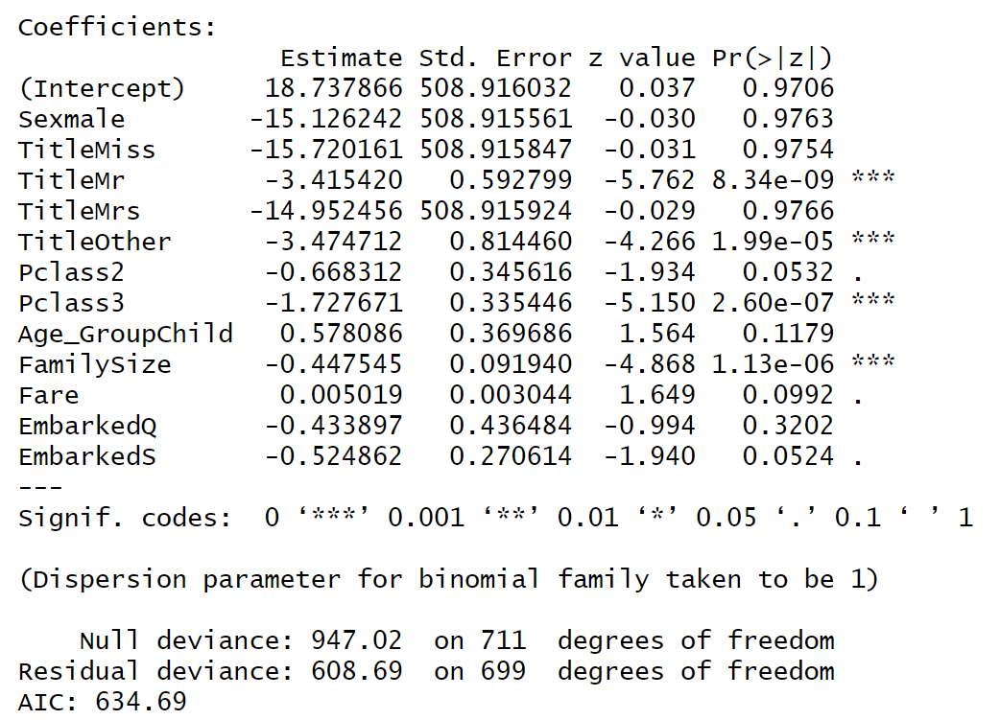 Coefficients:
                 Estimate Std. Error z value Pr(>|z|)
(Intercept)     18.737866 508.916032   0.037   0.9706
Sexmale        -15.126242 508.915561  -0.030   0.9763
TitleMiss      -15.720161 508.915847  -0.031   0.9754
TitleMr         -3.415420   0.592799  -5.762 8.34e-09 ***
TitleMrs       -14.952456 508.915924  -0.029   0.9766
TitleOther      -3.474712   0.814460  -4.266 1.99e-05 ***
Pclass2         -0.668312   0.345616  -1.934   0.0532 .
Pclass3         -1.727671   0.335446  -5.150 2.60e-07 ***
Age_GroupChild   0.578086   0.369686   1.564   0.1179
FamilySize      -0.447545   0.091940  -4.868 1.13e-06 ***
Fare             0.005019   0.003044   1.649   0.0992 .
EmbarkedQ       -0.433897   0.436484  -0.994   0.3202
EmbarkedS       -0.524862   0.270614  -1.940   0.0524 .
---
Signif. codes:  0 ‘***’ 0.001 ‘**’ 0.01 ‘*’ 0.05 ‘.’ 0.1 ‘ ’ 1
(Dispersion parameter for binomial family taken to be 1)
    Null deviance: 947.02  on 711  degrees of freedom
Residual deviance: 608.69  on 699  degrees of freedom
AIC: 634.69